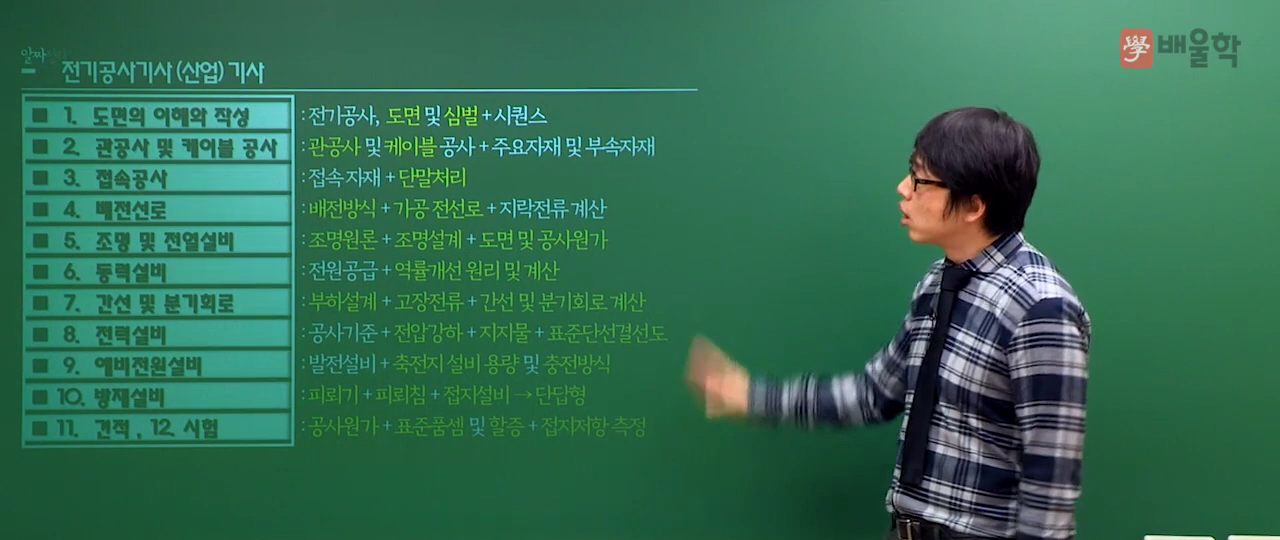 學 배울학
알짜
전기공사기사 (산업) 기사
1. 도면의 이해와 작성 : 전기공사, 도면 및 심벌 + 시퀀스
2. 관공사 및 케이블 공사 : 관공사 및 케이블 공사 + 주요자재 및 부속자재
3. 접속공사 : 접속 자재 + 단말처리
4. 배전선로 : 배전방식 + 가공 전선로 + 지락전류 계산
5. 조명 및 전열설비 : 조명원론 + 조명설계 + 도면 및 공사원가
6. 동력설비 : 전원공급 + 역률개선 원리 및 계산
7. 간선 및 분기회로 : 부하설계 + 고장전류 + 간선 및 분기회로 계산
8. 전력설비 : 공사기준 + 전압강하 + 지지물 + 표준단선결선도
9. 예비전원설비 : 발전설비 + 축전지 설비 용량 및 충전방식
10. 방재설비 : 피뢰기 + 피뢰침 + 접지설비 → 단답형
11. 견적, 12. 시험 : 공사원가 + 표준품셈 및 할증 + 접지저항 측정